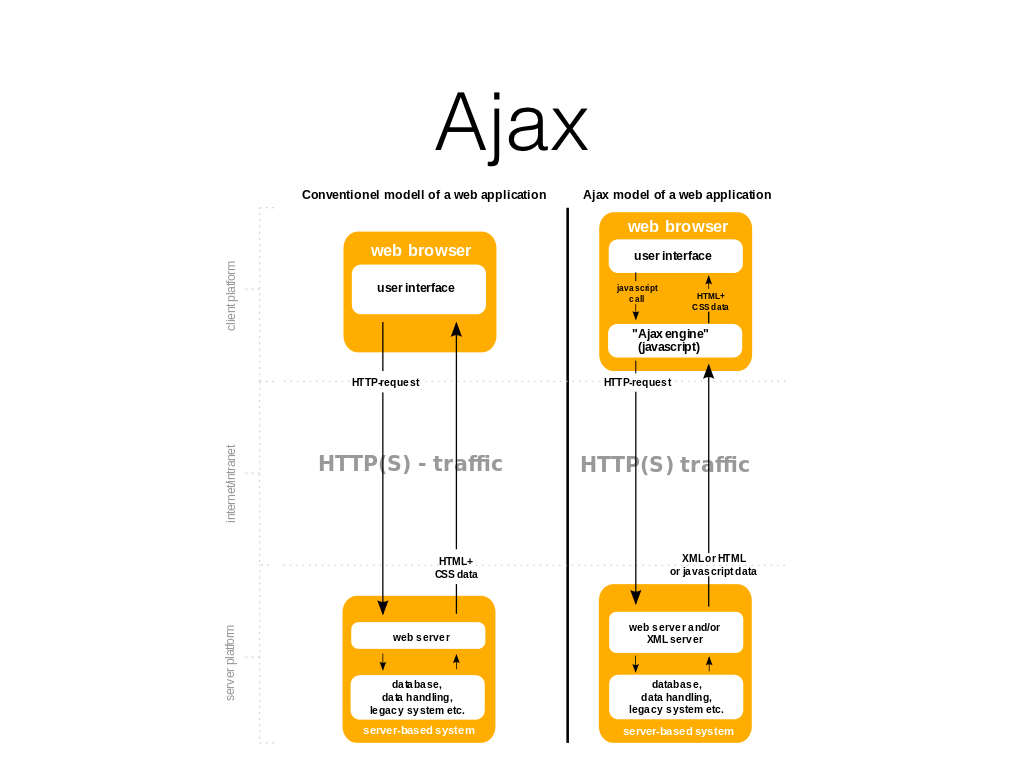 Ajax
Conventionel modell of a web application
Ajax model of a web application
client platform
internet/intranet
server platform
web browser
user interface
HTTP-request
HTTP(S) - traffic
HTML+
CSS data
web server
database,
data handling,
legacy system etc.
server-based system
web browser
user interface
javascript
call
HTML+
CSS data
"Ajax engine"
(javascript)
HTTP-request
HTTP(S) traffic
XML or HTML
or javascript data
web server and/or
XML server
database,
data handling,
legacy system etc.
server-based system